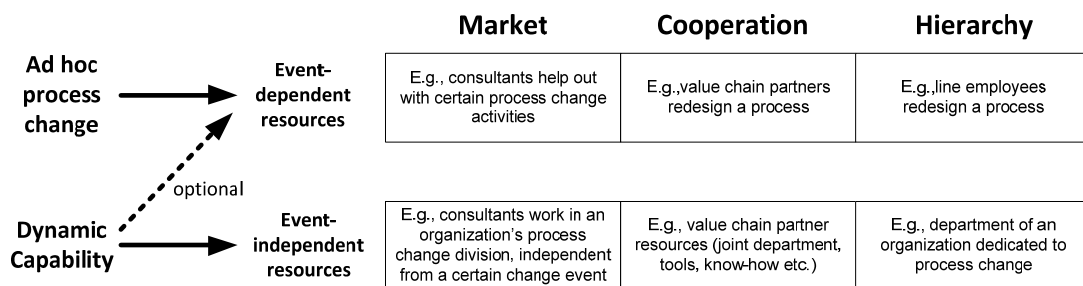 Market
Cooperation
Hierarchy
Ad hoc
process
change
Event-
dependent
resources
E.g., consultants help out
with certain process change
activities
E.g.,value chain partners
redesign a process
E.g.,line employees
redesign a process
optional
Dynamic
Capability
Event-
independent
resources
E.g., consultants work in an
organization's process
change division, independent
from a certain change event
E.g., value chain partner
resources (joint department,
tools, know-how etc.)
E.g., department of an
organization dedicated to
process change